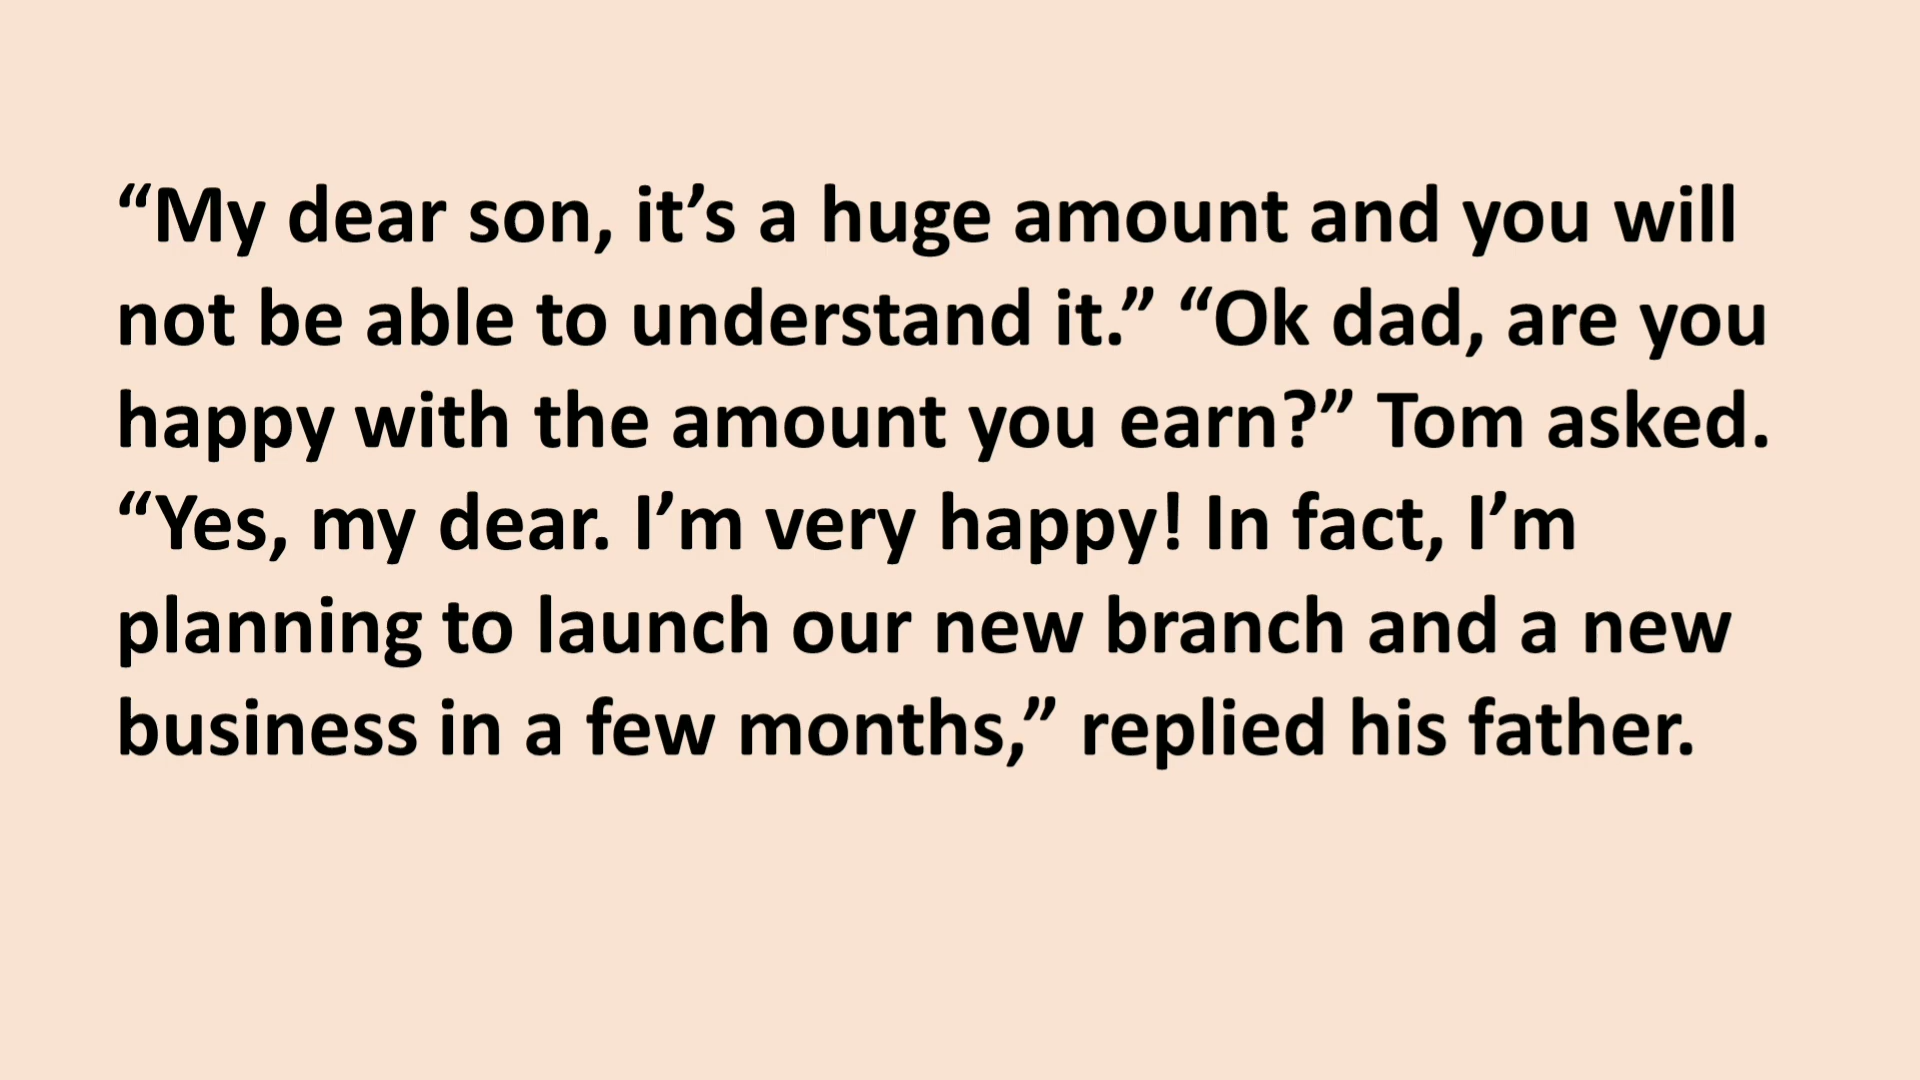 “My dear son, it’s a huge amount and you will
not be able to understand it.” “Ok dad, are you
happy with the amount you earn?” Tom asked.
“Yes, my dear. I’m very happy! In fact, I’m
planning to launch our new branch and a new
business in a few months,” replied his father.